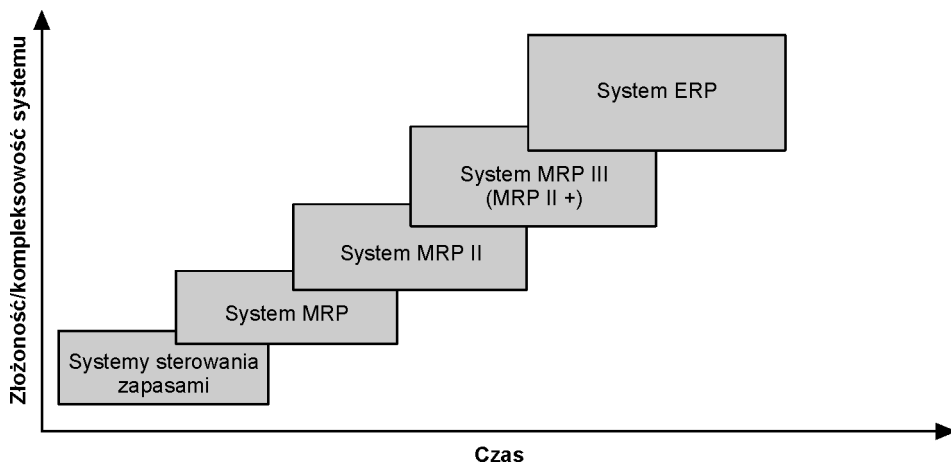 Złożoność/kompleksowość systemu
System ERP
System MRP III
(MRP II +)
System MRP II
System MRP
Systemy sterowania
zapasami
Czas